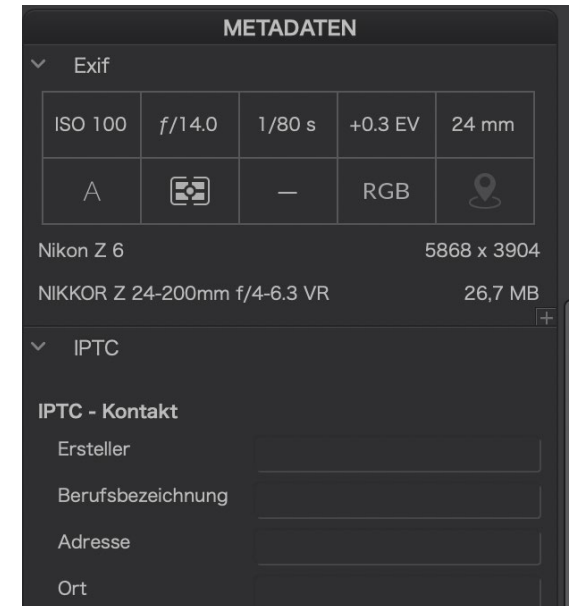 METADATEN
Exif
ISO 100 f/14.0 1/80 s +0.3 EV 24 mm
A — RGB
Nikon Z 6 5868 x 3904
NIKKOR Z 24-200mm f/4-6.3 VR 26,7 MB
IPTC
IPTC - Kontakt
Ersteller
Berufsbezeichnung
Adresse
Ort